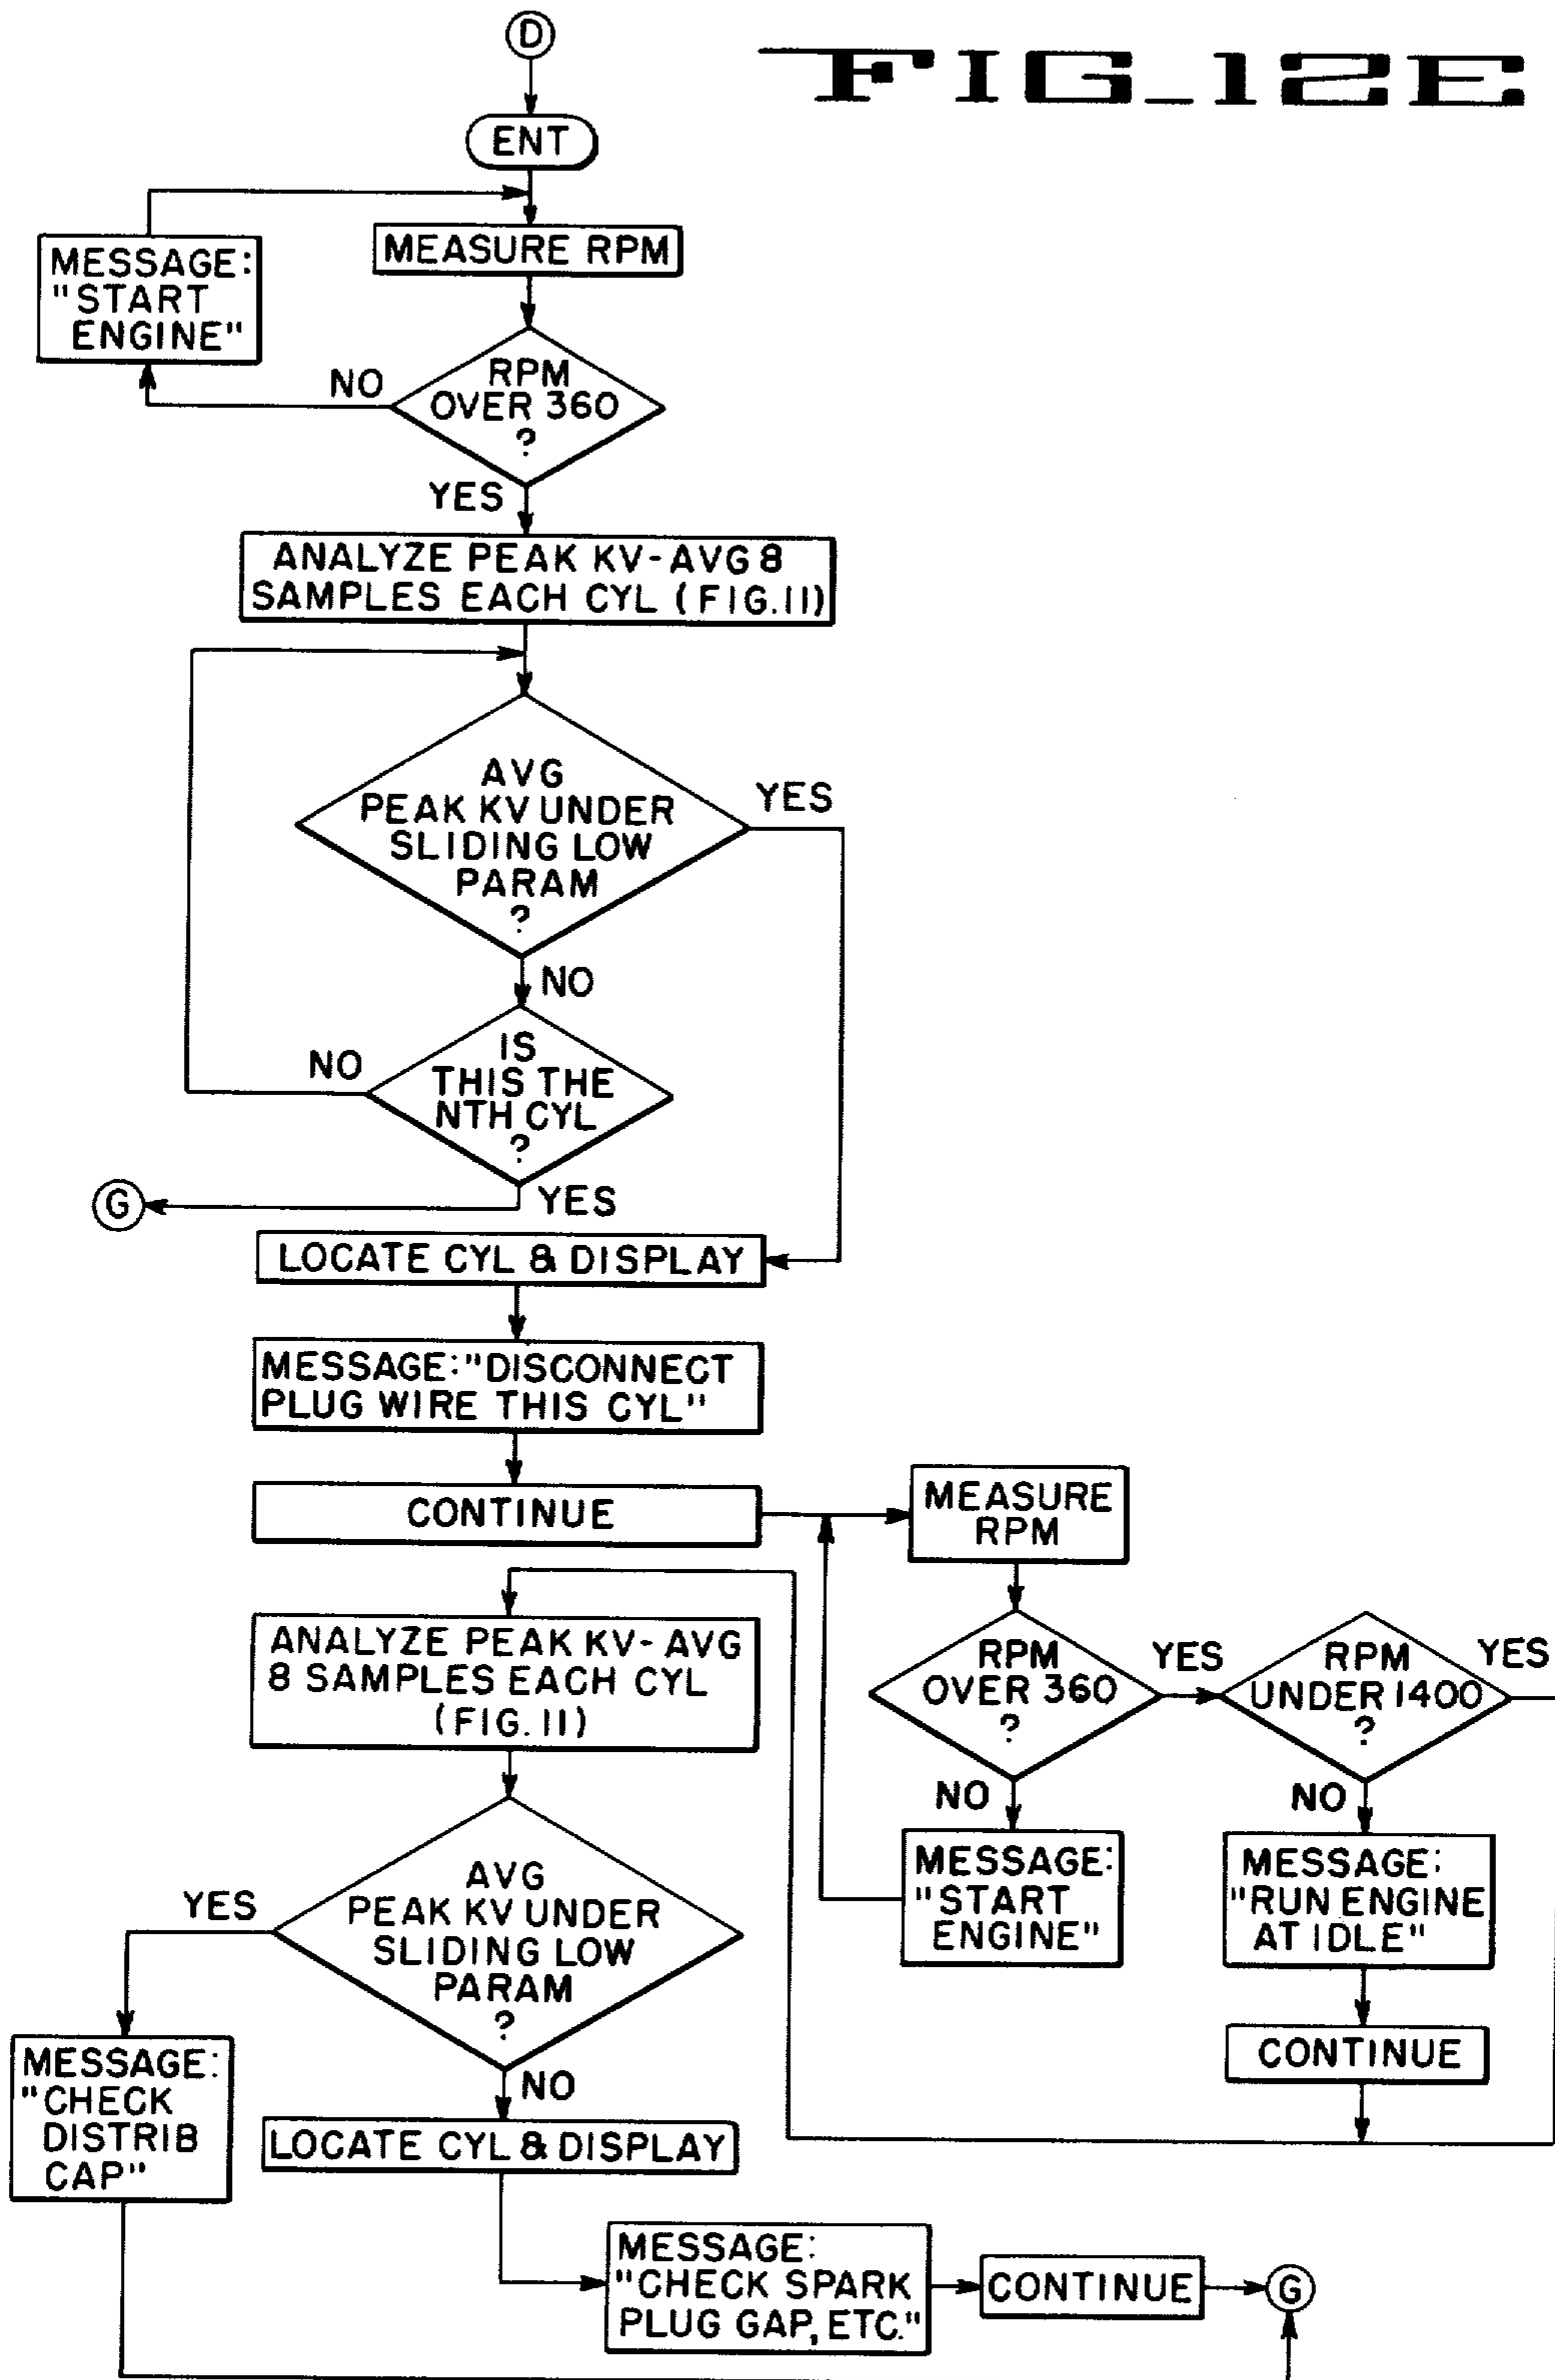 D
FIG_12E
ENT
MEASURE RPM
MESSAGE:
"START
ENGINE"
RPM
OVER 360
?
NO
YES
ANALYZE PEAK KV-AVG 8
SAMPLES EACH CYL (FIG.11)
AVG
PEAK KV UNDER
SLIDING LOW
PARAM
?
YES
NO
IS
THIS THE
NTH CYL
?
NO
YES
G
LOCATE CYL & DISPLAY
MESSAGE:"DISCONNECT
PLUG WIRE THIS CYL"
CONTINUE
MEASURE
RPM
RPM
OVER 360
?
YES
RPM
UNDER 1400
?
YES
NO
NO
MESSAGE:
"START
ENGINE"
MESSAGE:
"RUN ENGINE
AT IDLE"
CONTINUE
ANALYZE PEAK KV-AVG
8 SAMPLES EACH CYL
(FIG. 11)
AVG
PEAK KV UNDER
SLIDING LOW
PARAM
?
YES
NO
MESSAGE:
"CHECK
DISTRIB
CAP"
LOCATE CYL & DISPLAY
MESSAGE:
"CHECK SPARK
PLUG GAP, ETC."
CONTINUE
G